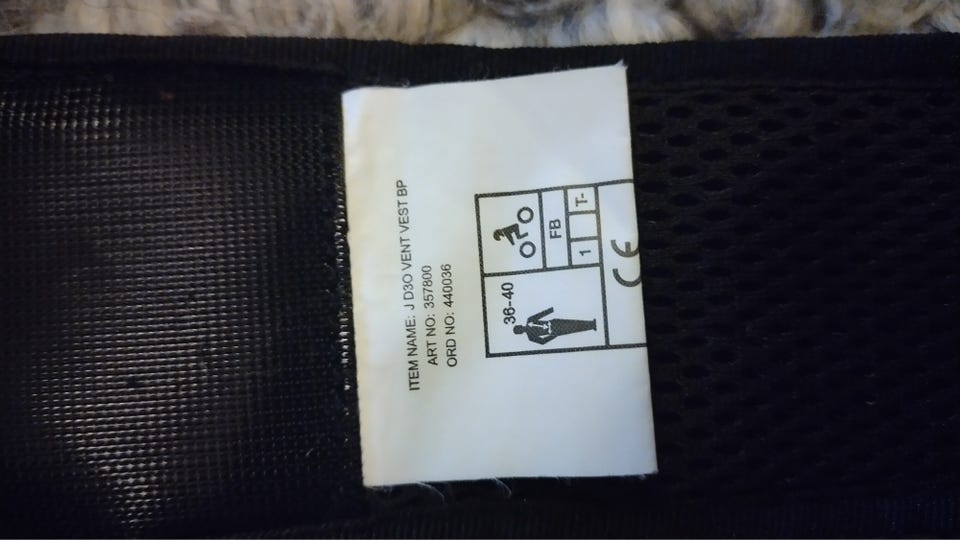 ITEM NAME: J D3O VENT VEST BP
ART NO: 357800
ORD NO: 440036
36-40
FB
1 T-
CE